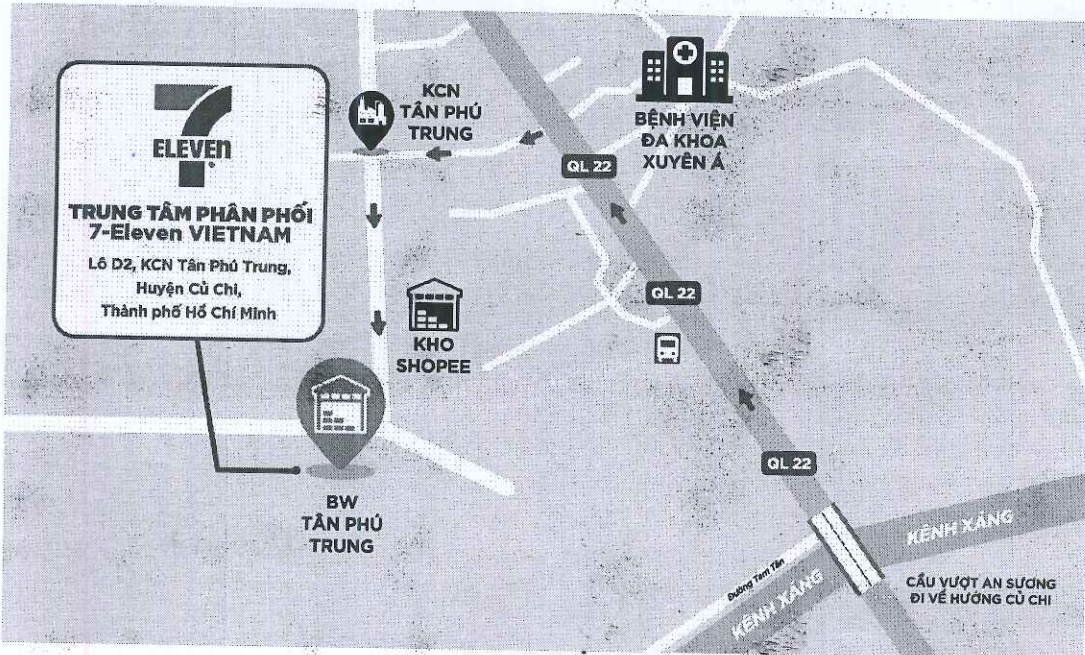 7
ELEVEn
®
TRUNG TÂM PHÂN PHỐI
7-Eleven VIETNAM
Lô D2, KCN Tân Phú Trung,
Huyện Củ Chi,
Thành phố Hồ Chí Minh
KCN
TÂN PHÚ
TRUNG
BỆNH VIỆN
ĐA KHOA
XUYÊN Á
QL 22
QL 22
KHO
SHOPEE
QL 22
BW
TÂN PHÚ
TRUNG
KÊNH XÁNG
Đường Tam Tân
KÊNH XÁNG
CẦU VƯỢT AN SƯƠNG
ĐI VỀ HƯỚNG CỦ CHI